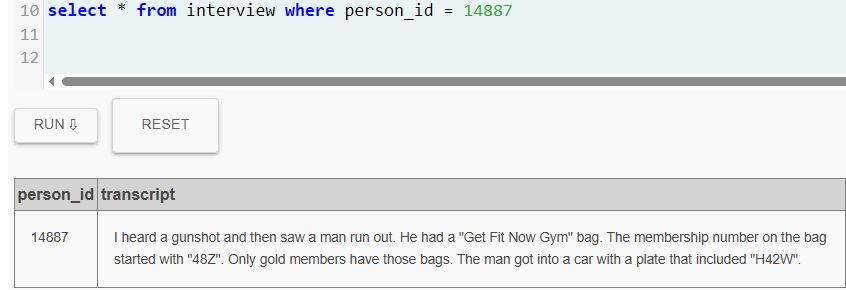 10 select * from interview where person_id = 14887
11
12
RUN ⇩
RESET
person_id transcript
14887 I heard a gunshot and then saw a man run out. He had a "Get Fit Now Gym" bag. The membership number on the bag
started with "48Z". Only gold members have those bags. The man got into a car with a plate that included "H42W".